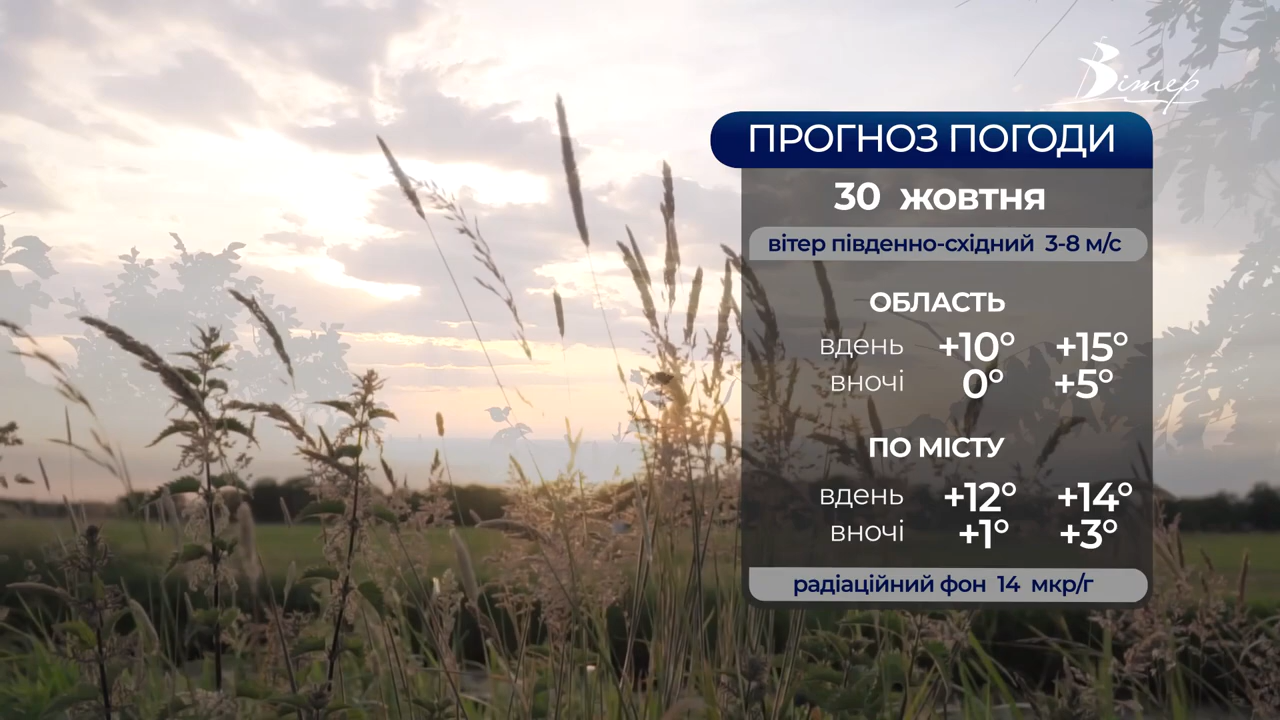 Вітер
ПРОГНОЗ ПОГОДИ
30 жовтня
вітер південно-східний 3-8 м/с
ОБЛАСТЬ
вдень +10° +15°
вночі 0° +5°
ПО МІСТУ
вдень +12° +14°
вночі +1° +3°
радіаційний фон 14 мкр/г